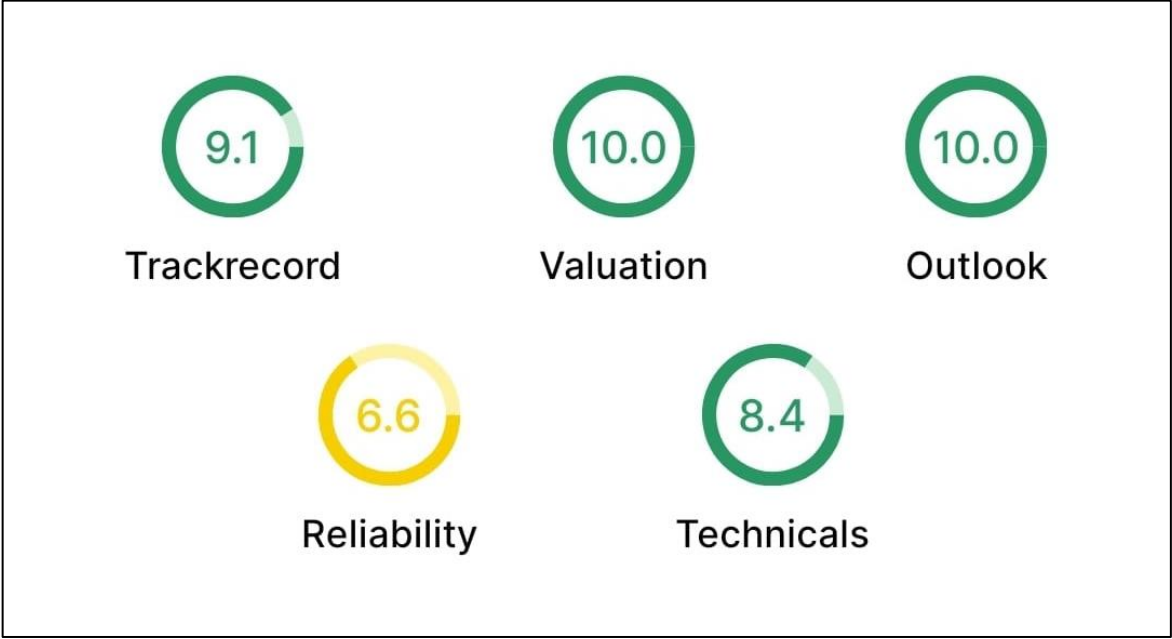 9.1
10.0
10.0
Trackrecord
Valuation
Outlook
6.6
8.4
Reliability
Technicals